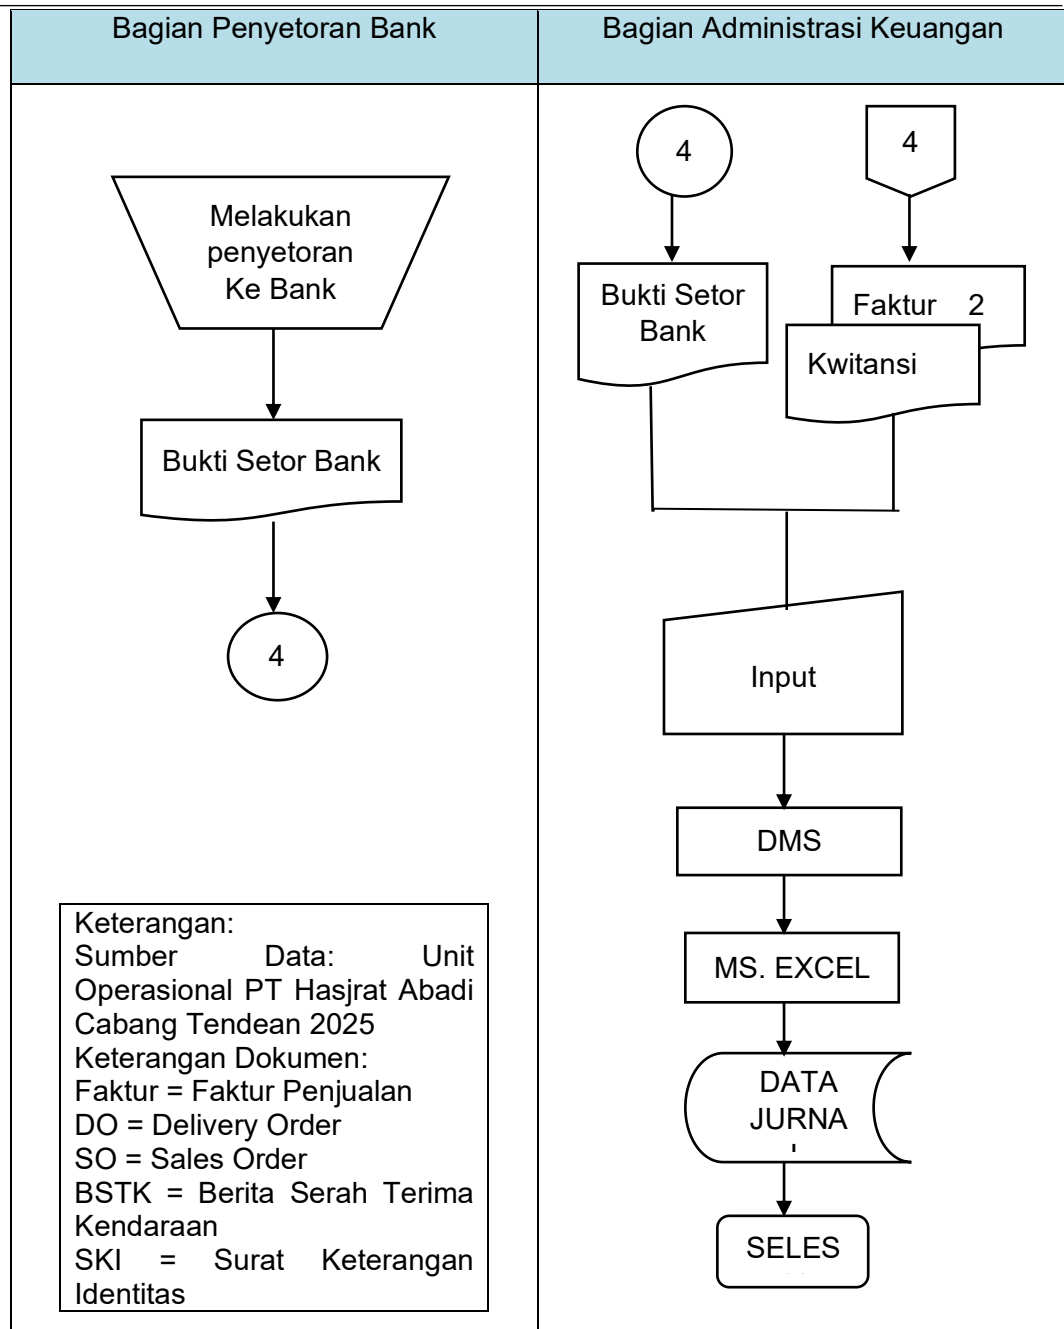 Bagian Penyetoran Bank
Bagian Administrasi Keuangan
Melakukan
penyetoran
Ke Bank
Bukti Setor Bank
4
Keterangan:
Sumber Data: Unit
Operasional PT Hasjrat Abadi
Cabang Tendean 2025
Keterangan Dokumen:
Faktur = Faktur Penjualan
DO = Delivery Order
SO = Sales Order
BSTK = Berita Serah Terima
Kendaraan
SKI = Surat Keterangan
Identitas
4
4
Bukti Setor
Bank
Faktur 2
Kwitansi
Input
DMS
MS. EXCEL
DATA
JURNA
SELES